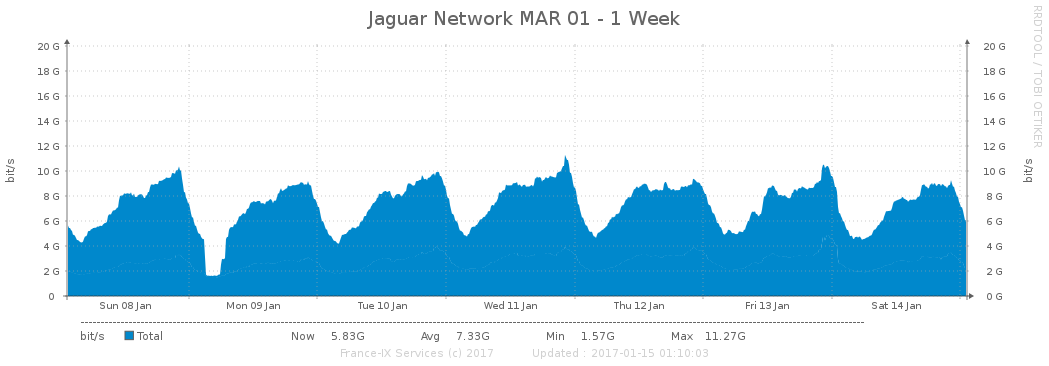 Jaguar Network MAR 01 - 1 Week
RRDTOOL / TOBI OETIKER
20 G 20 G
18 G 18 G
16 G 16 G
14 G 14 G
12 G 12 G
10 G 10 G
8 G 8 G
6 G 6 G
4 G 4 G
2 G 2 G
0 0 G
bit/s bit/s
Sun 08 Jan Mon 09 Jan Tue 10 Jan Wed 11 Jan Thu 12 Jan Fri 13 Jan Sat 14 Jan
bit/s Total Now 5.83G Avg 7.33G Min 1.57G Max 11.27G
France-IX Services (c) 2017 Updated : 2017-01-15 01:10:03